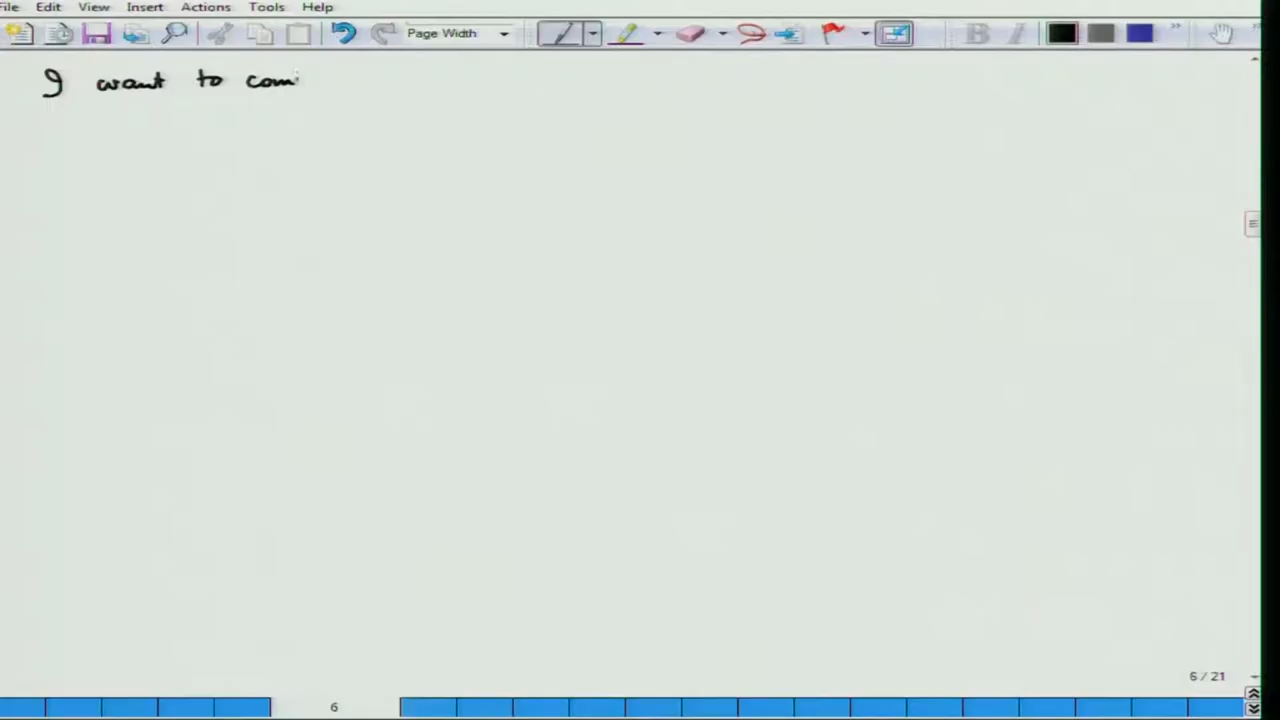 File Edit View Insert Actions Tools Help
Page Width
B I
I want to com
6 / 21
6